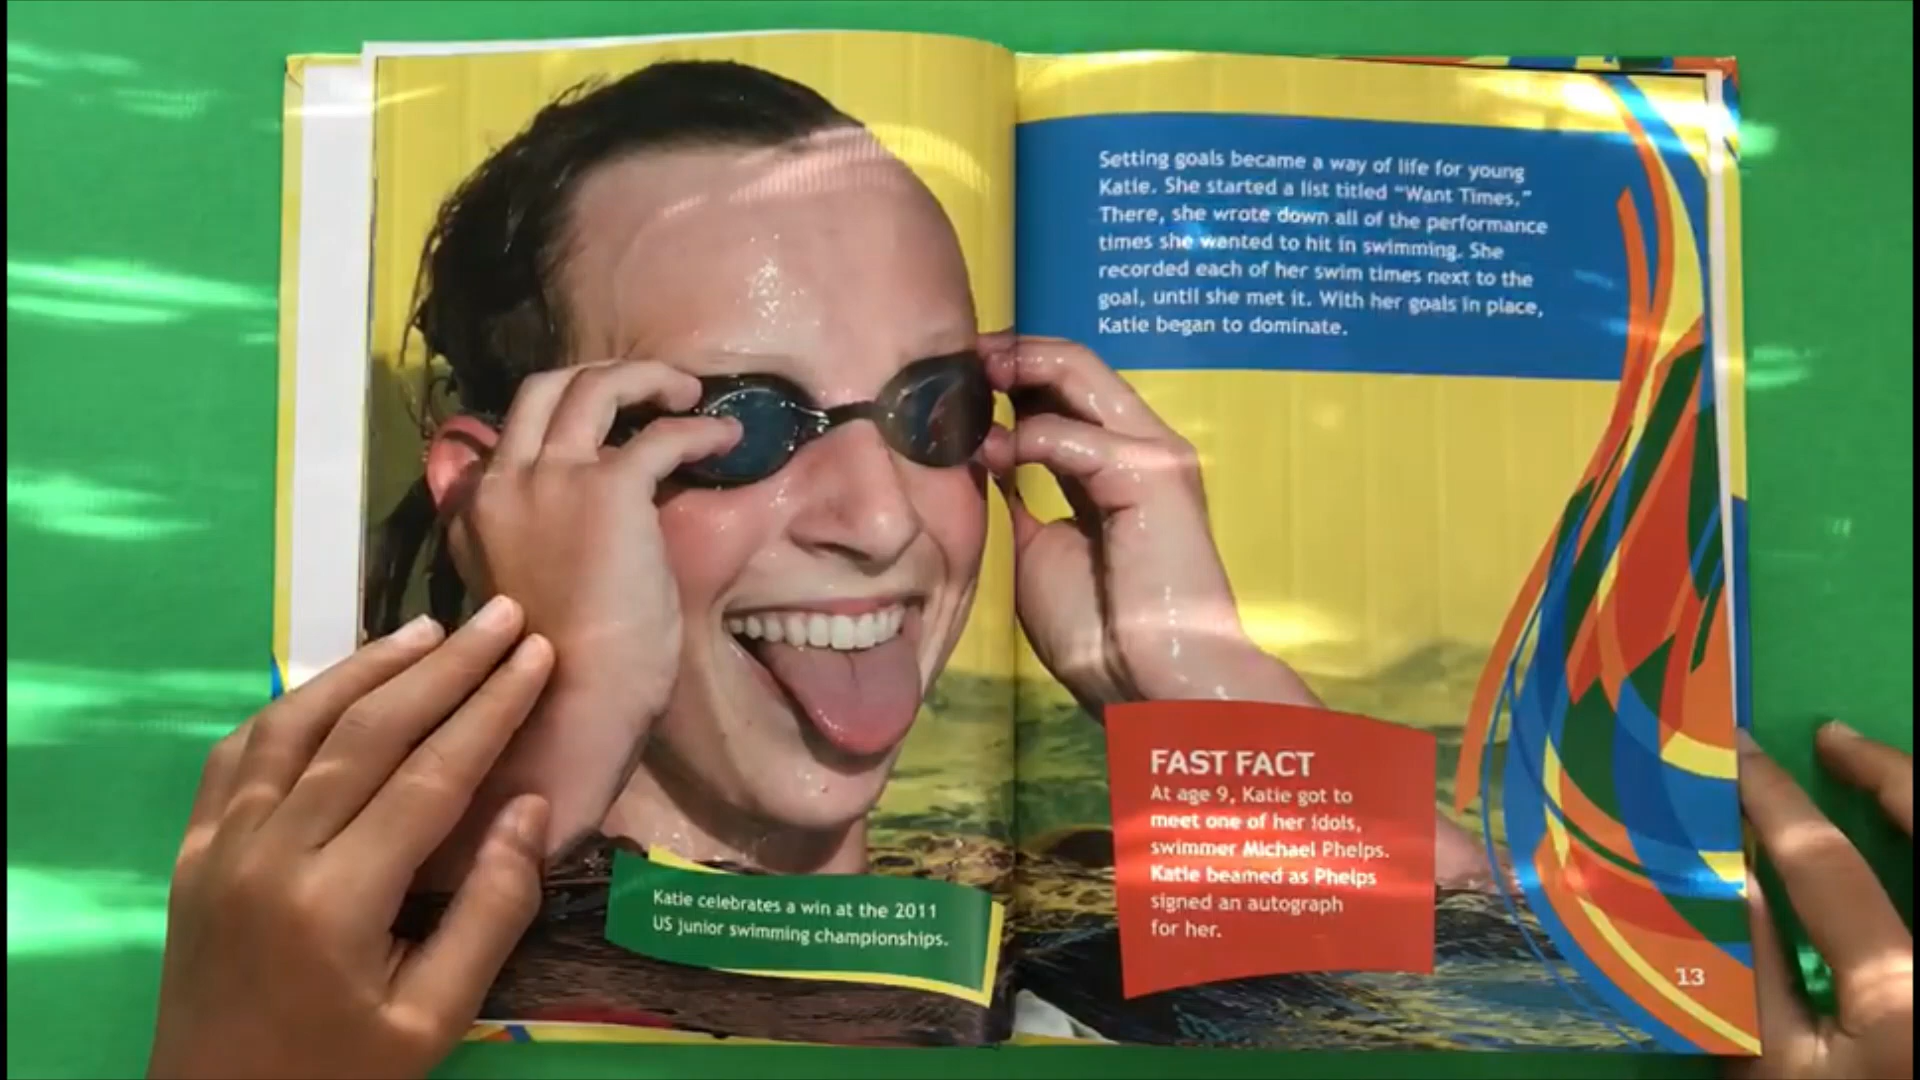 Setting goals became a way of life for young
Katie. She started a list titled “Want Times.”
There, she wrote down all of the performance
times she wanted to hit in swimming. She
recorded each of her swim times next to the
goal, until she met it. With her goals in place,
Katie began to dominate.
Katie celebrates a win at the 2011
US junior swimming championships.
FAST FACT
At age 9, Katie got to
meet one of her idols,
swimmer Michael Phelps.
Katie beamed as Phelps
signed an autograph
for her.
13